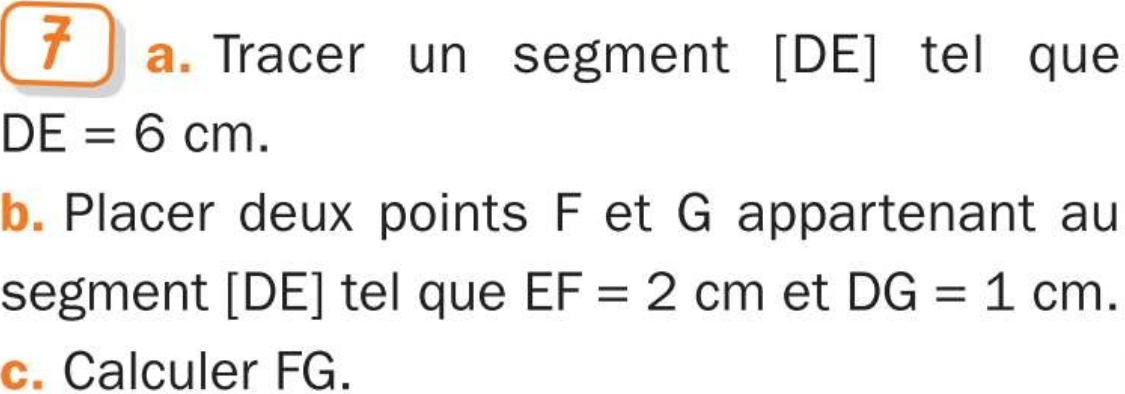 7 a. Tracer un segment [DE] tel que
DE = 6 cm.
b. Placer deux points F et G appartenant au
segment [DE] tel que EF = 2 cm et DG = 1 cm.
c. Calculer FG.